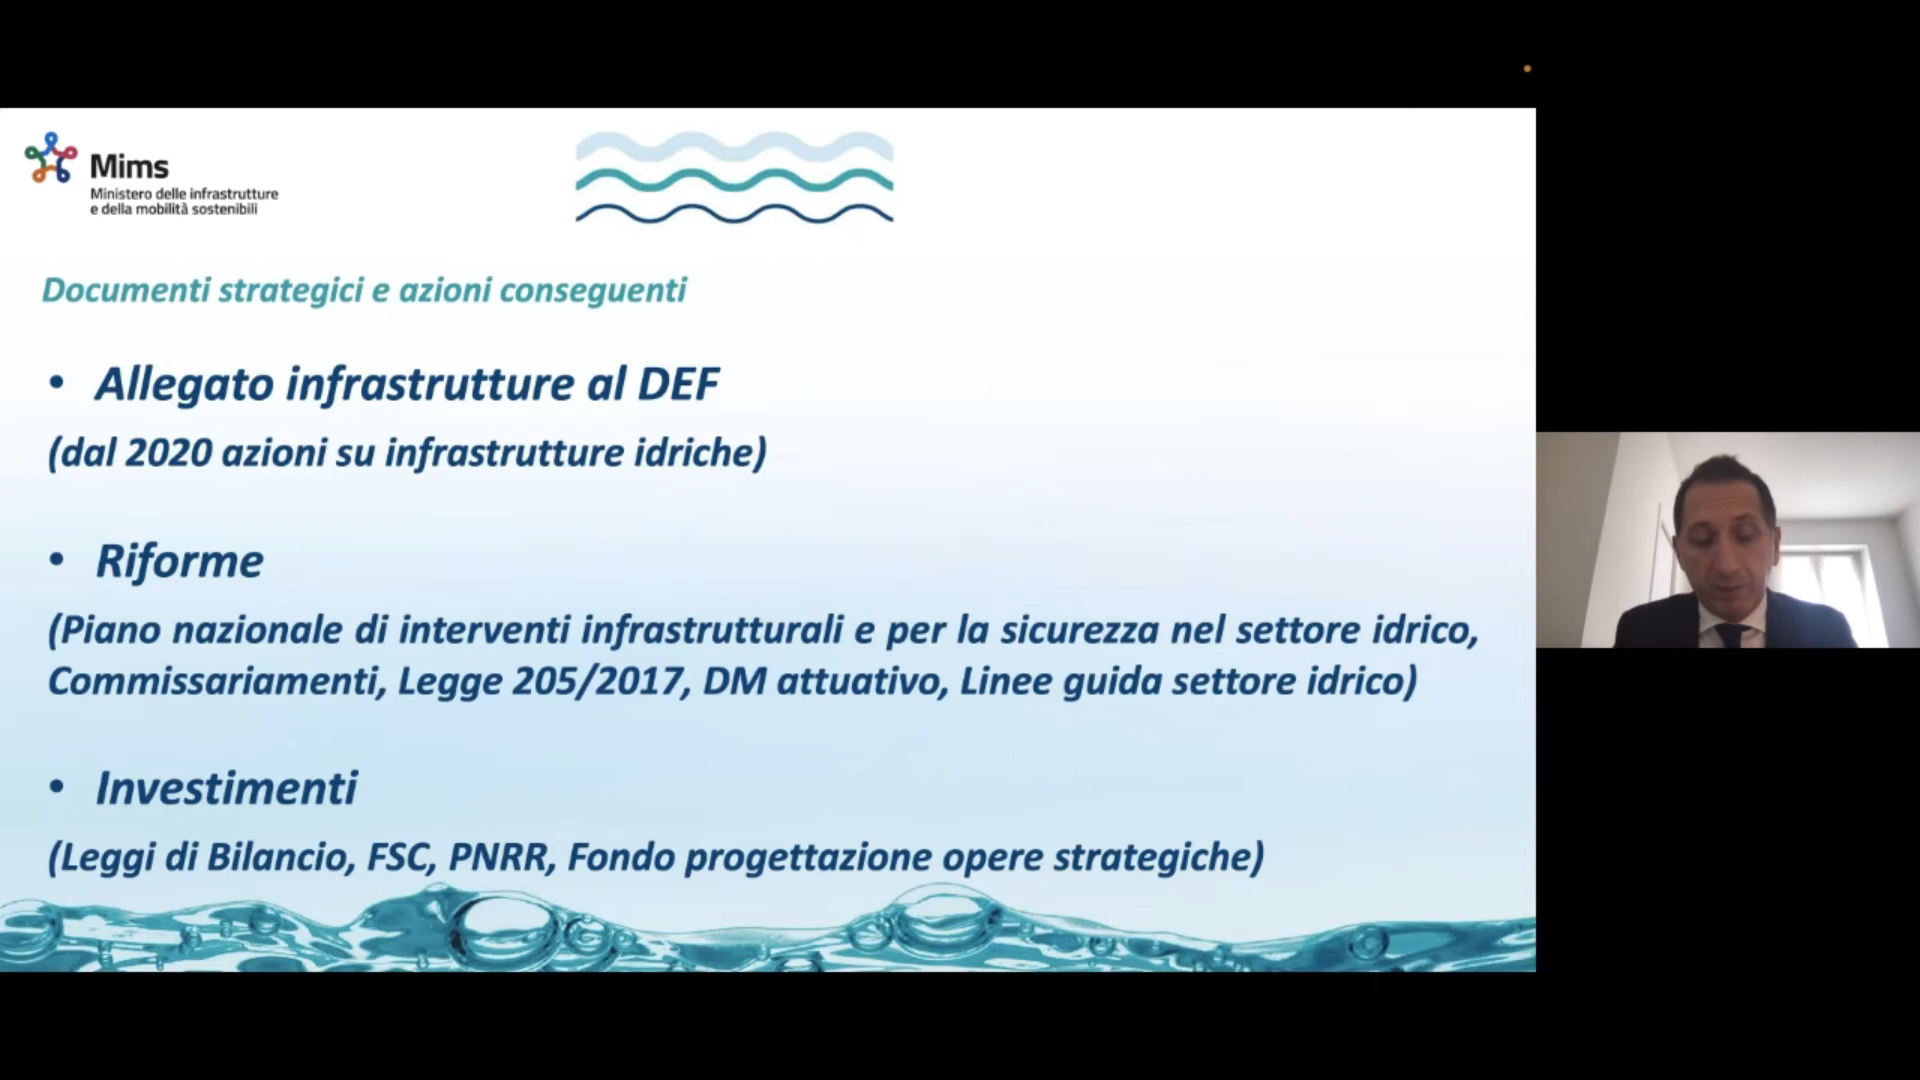 Mims
Ministero delle infrastrutture
e della mobilità sostenibili
Documenti strategici e azioni conseguenti
• Allegato infrastrutture al DEF
(dal 2020 azioni su infrastrutture idriche)
• Riforme
(Piano nazionale di interventi infrastrutturali e per la sicurezza nel settore idrico,
Commissariamenti, Legge 205/2017, DM attuativo, Linee guida settore idrico)
• Investimenti
(Leggi di Bilancio, FSC, PNRR, Fondo progettazione opere strategiche)